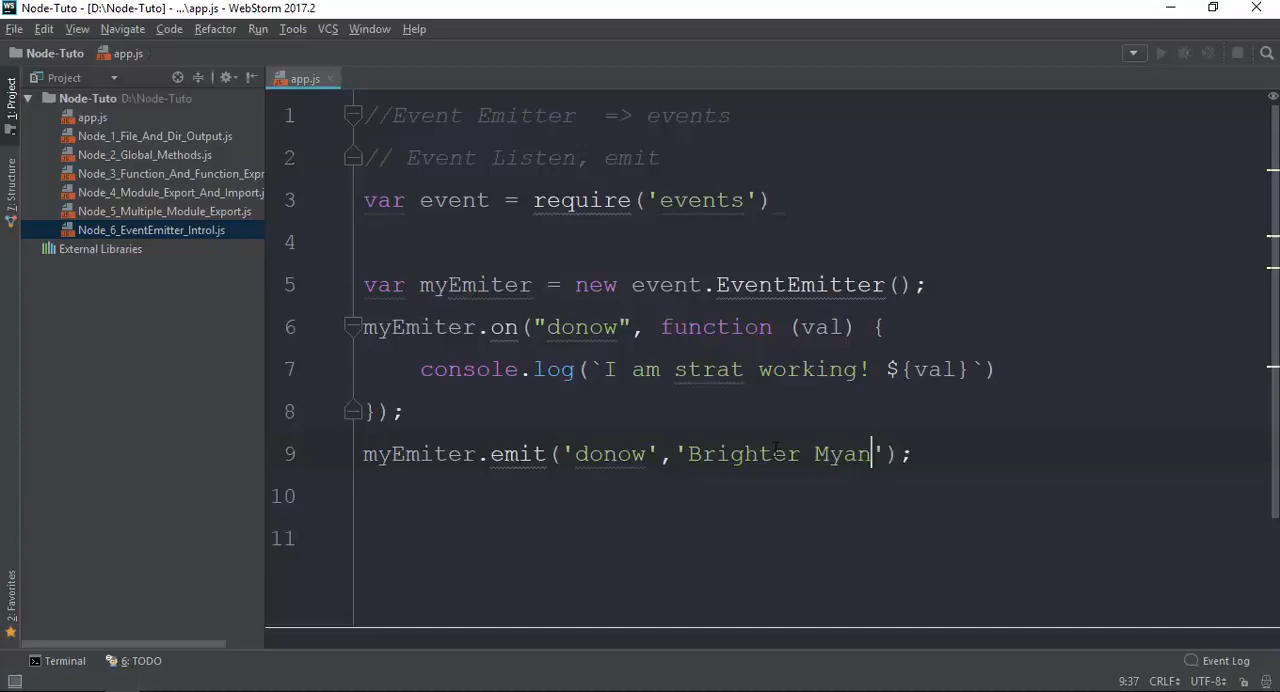 Node-Tuto - [D:\Node-Tuto] - ...\app.js - WebStorm 2017.2
File Edit View Navigate Code Refactor Run Tools VCS Window Help
Node-Tuto app.js
Project
app.js
1: Project
Z: Structure
2: Favorites
Node-Tuto D:\Node-Tuto
app.js
Node_1_File_And_Dir_Output.js
Node_2_Global_Methods.js
Node_3_Function_And_Function_Expr
Node_4_Module_Export_And_Import.j
Node_5_Multiple_Module_Export.js
Node_6_EventEmitter_Introl.js
External Libraries
1 //Event Emitter => events
2 // Event Listen, emit
3 var event = require('events')
4
5 var myEmiter = new event.EventEmitter();
6 myEmiter.on("donow", function (val) {
7 console.log(`I am strat working! ${val}`)
8 });
9 myEmiter.emit('donow','Brighter Myan');
10
11
Terminal 6: TODO Event Log
9:37 CRLF UTF-8